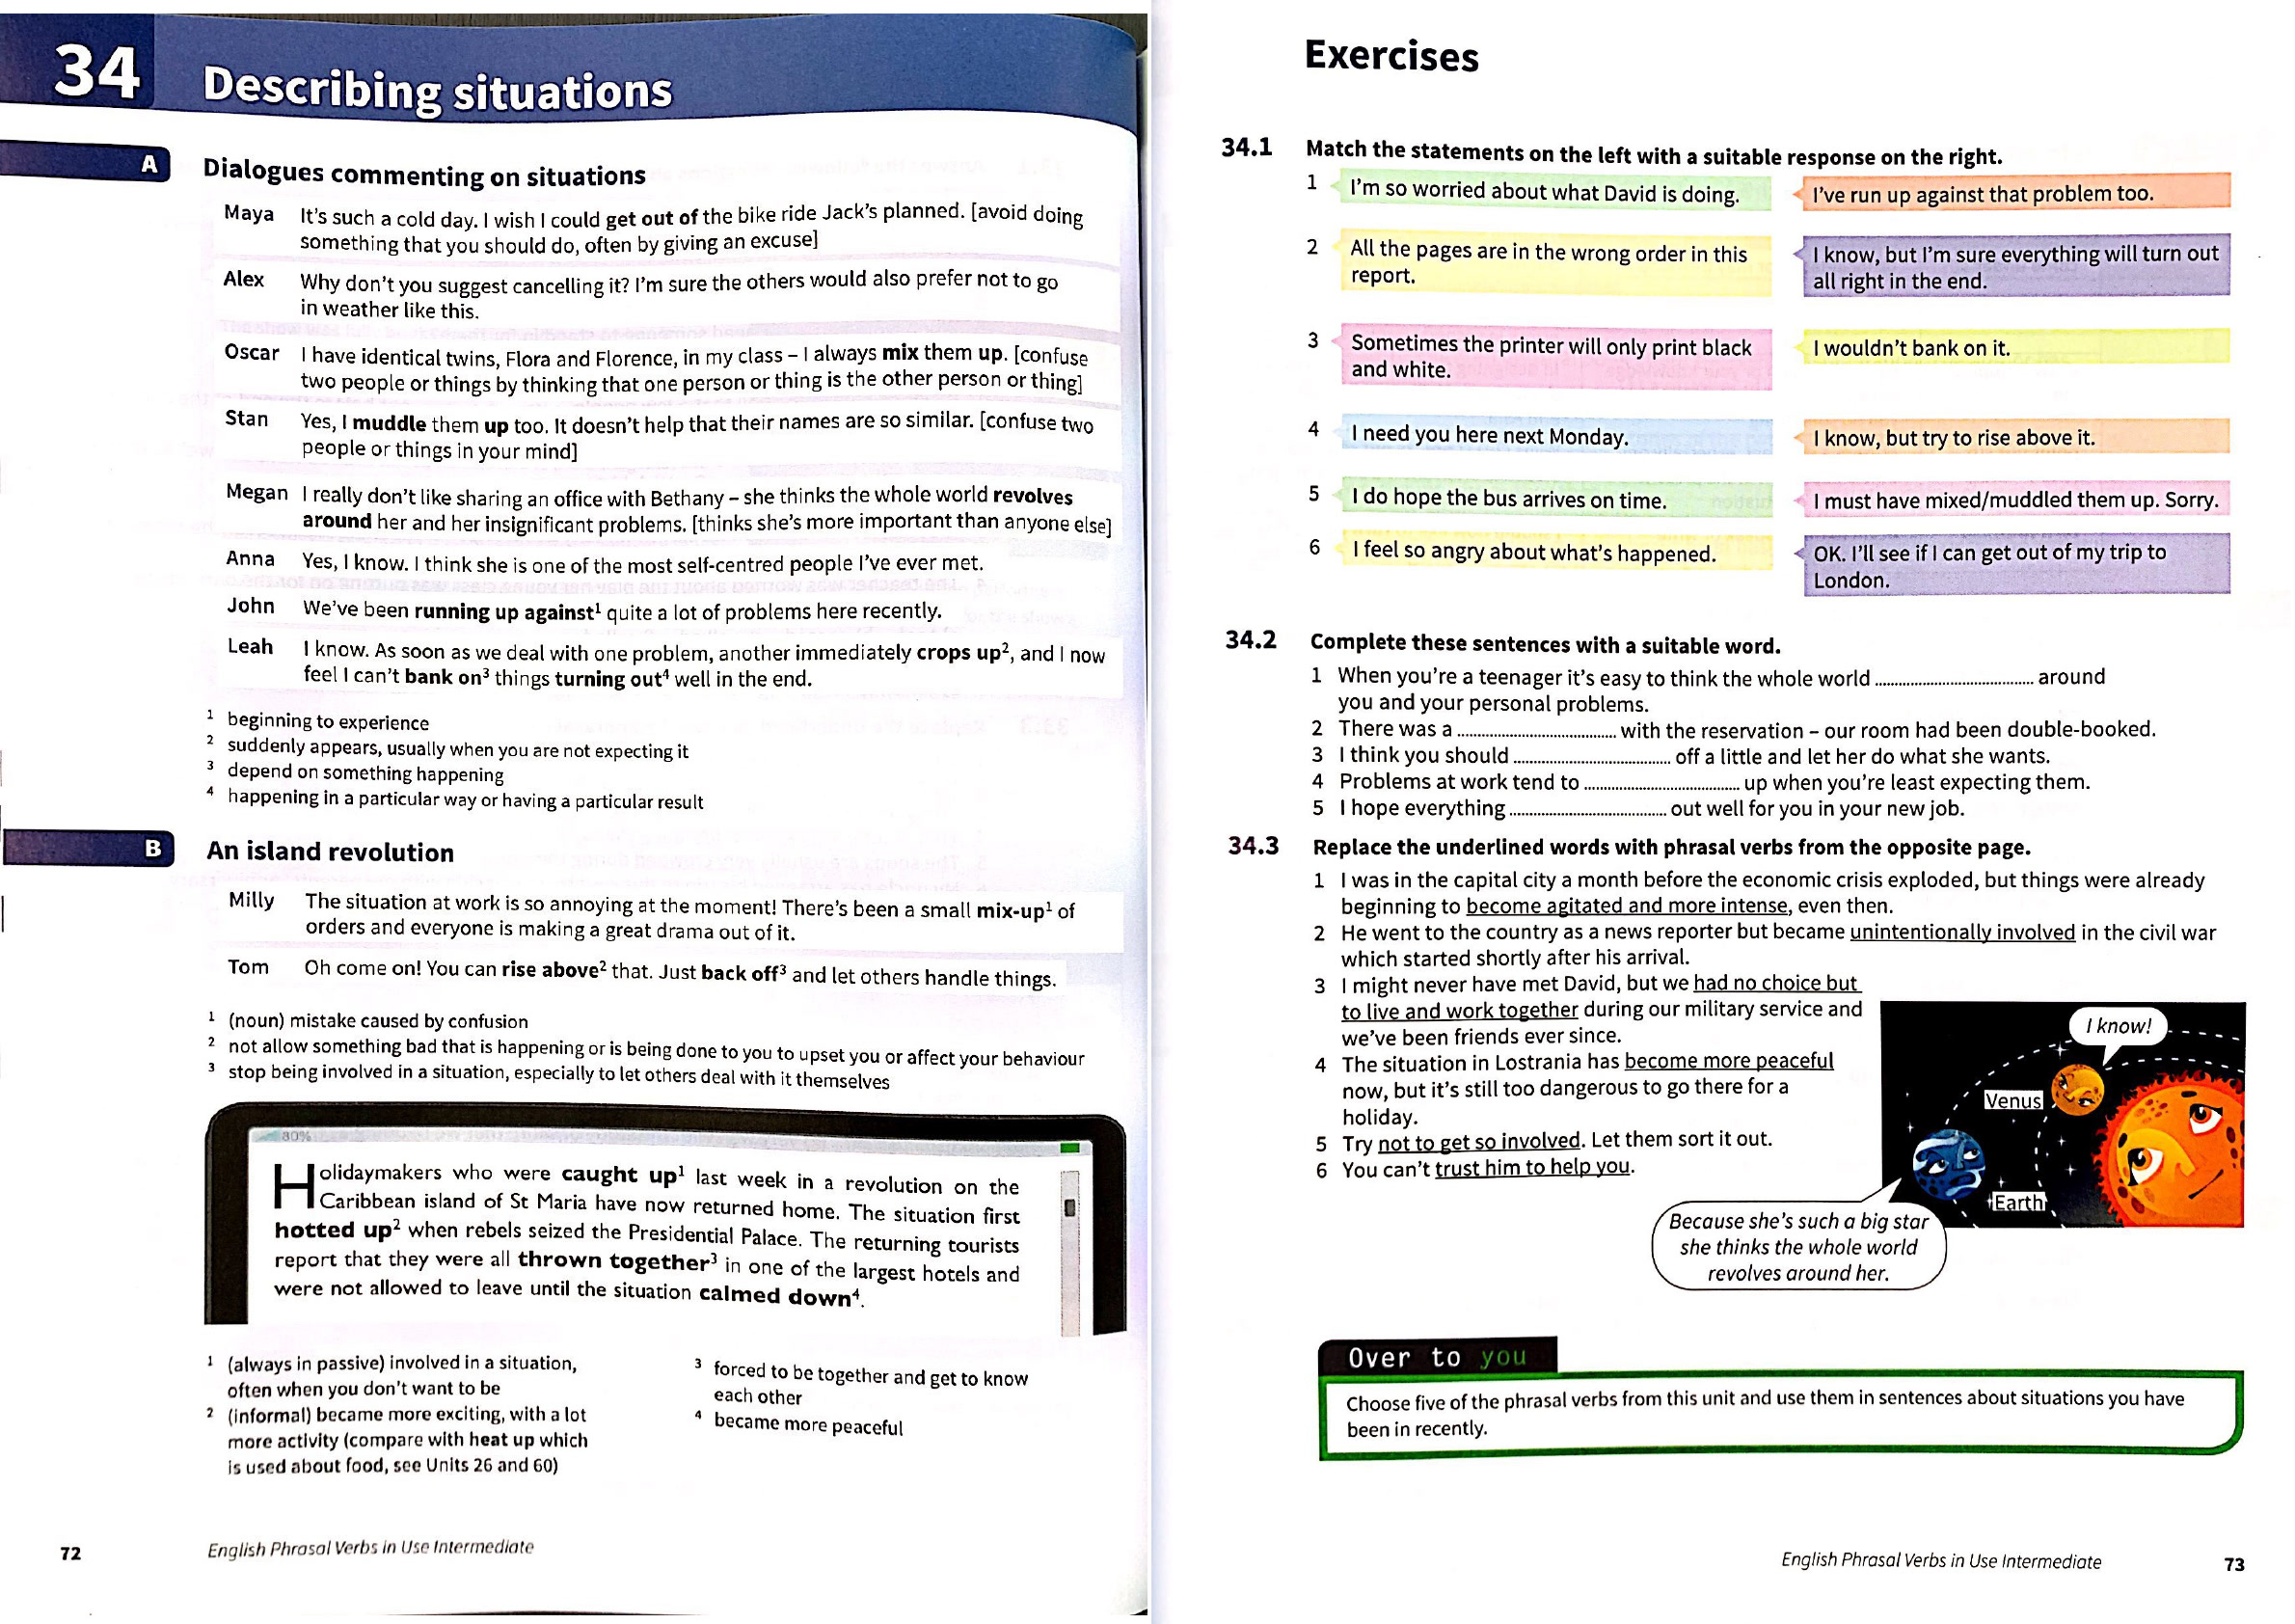 34
Describing situations
A
Dialogues commenting on situations
Maya It's such a cold day. I wish I could get out of the bike ride Jack's planned. [avoid doing
something that you should do, often by giving an excuse]
Alex Why don't you suggest cancelling it? I'm sure the others would also prefer not to go
in weather like this.
Oscar I have identical twins, Flora and Florence, in my class – I always mix them up. [confuse
two people or things by thinking that one person or thing is the other person or thing]
Stan Yes, I muddle them up too. It doesn't help that their names are so similar. [confuse two
people or things in your mind]
Megan I really don't like sharing an office with Bethany – she thinks the whole world revolves
around her and her insignificant problems. [thinks she's more important than anyone else]
Anna Yes, I know. I think she is one of the most self-centred people I've ever met.
John We've been running up against¹ quite a lot of problems here recently.
Leah I know. As soon as we deal with one problem, another immediately crops up², and I now
feel I can't bank on³ things turning out⁴ well in the end.
¹ beginning to experience
² suddenly appears, usually when you are not expecting it
³ depend on something happening
⁴ happening in a particular way or having a particular result
B
An island revolution
Milly The situation at work is so annoying at the moment! There's been a small mix-up¹ of
orders and everyone is making a great drama out of it.
Tom Oh come on! You can rise above² that. Just back off³ and let others handle things.
¹ (noun) mistake caused by confusion
² not allow something bad that is happening or is being done to you to upset you or affect your behaviour
³ stop being involved in a situation, especially to let others deal with it themselves
80%
Holidaymakers who were caught up¹ last week in a revolution on the
Caribbean island of St Maria have now returned home. The situation first
hotted up² when rebels seized the Presidential Palace. The returning tourists
report that they were all thrown together³ in one of the largest hotels and
were not allowed to leave until the situation calmed down⁴.
¹ (always in passive) involved in a situation,
often when you don't want to be
² (informal) became more exciting, with a lot
more activity (compare with heat up which
is used about food, see Units 26 and 60)
³ forced to be together and get to know
each other
⁴ became more peaceful
72
English Phrasal Verbs in Use Intermediate
Exercises
34.1 Match the statements on the left with a suitable response on the right.
1 I'm so worried about what David is doing.
I've run up against that problem too.
2 All the pages are in the wrong order in this
report.
I know, but I'm sure everything will turn out
all right in the end.
3 Sometimes the printer will only print black
and white.
I wouldn't bank on it.
4 I need you here next Monday.
I know, but try to rise above it.
5 I do hope the bus arrives on time.
I must have mixed/muddled them up. Sorry.
6 I feel so angry about what's happened.
OK. I'll see if I can get out of my trip to
London.
34.2 Complete these sentences with a suitable word.
1 When you're a teenager it's easy to think the whole world ........................ around
you and your personal problems.
2 There was a ........................ with the reservation – our room had been double-booked.
3 I think you should ........................ off a little and let her do what she wants.
4 Problems at work tend to ........................ up when you're least expecting them.
5 I hope everything ........................ out well for you in your new job.
34.3 Replace the underlined words with phrasal verbs from the opposite page.
1 I was in the capital city a month before the economic crisis exploded, but things were already
beginning to become agitated and more intense, even then.
2 He went to the country as a news reporter but became unintentionally involved in the civil war
which started shortly after his arrival.
3 I might never have met David, but we had no choice but
to live and work together during our military service and
we've been friends ever since.
4 The situation in Lostrania has become more peaceful
now, but it's still too dangerous to go there for a
holiday.
5 Try not to get so involved. Let them sort it out.
6 You can't trust him to help you.
I know!
Venus
Earth
Because she's such a big star
she thinks the whole world
revolves around her.
Over to you
Choose five of the phrasal verbs from this unit and use them in sentences about situations you have
been in recently.
English Phrasal Verbs in Use Intermediate
73